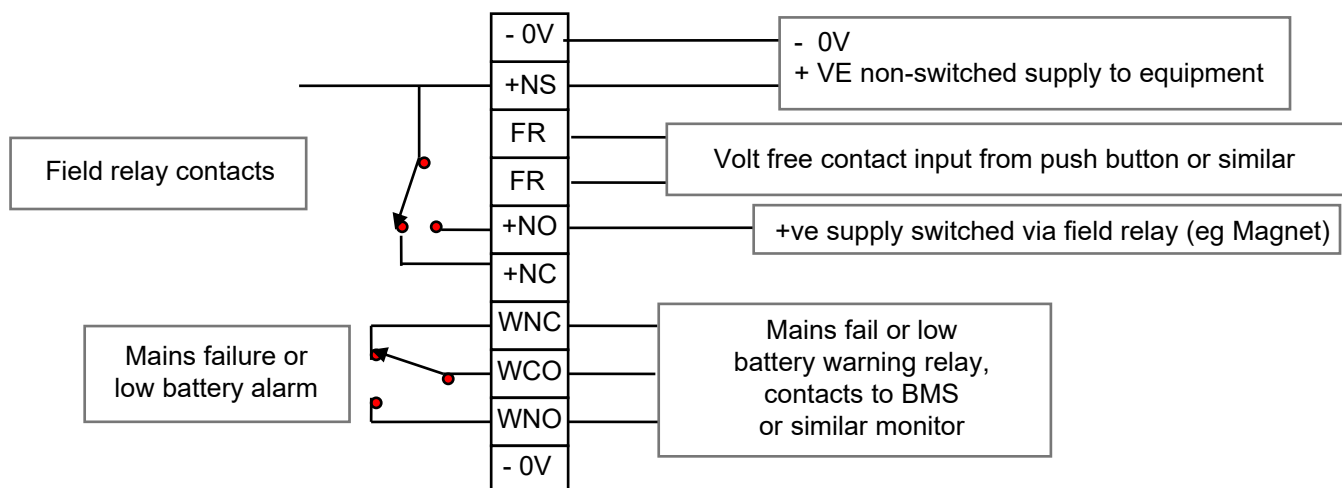 - 0V
+NS
FR
FR
+NO
+NC
WNC
WCO
WNO
- 0V
Field relay contacts
Mains failure or
low battery alarm
- 0V
+ VE non-switched supply to equipment
Volt free contact input from push button or similar
+ve supply switched via field relay (eg Magnet)
Mains fail or low
battery warning relay,
contacts to BMS
or similar monitor